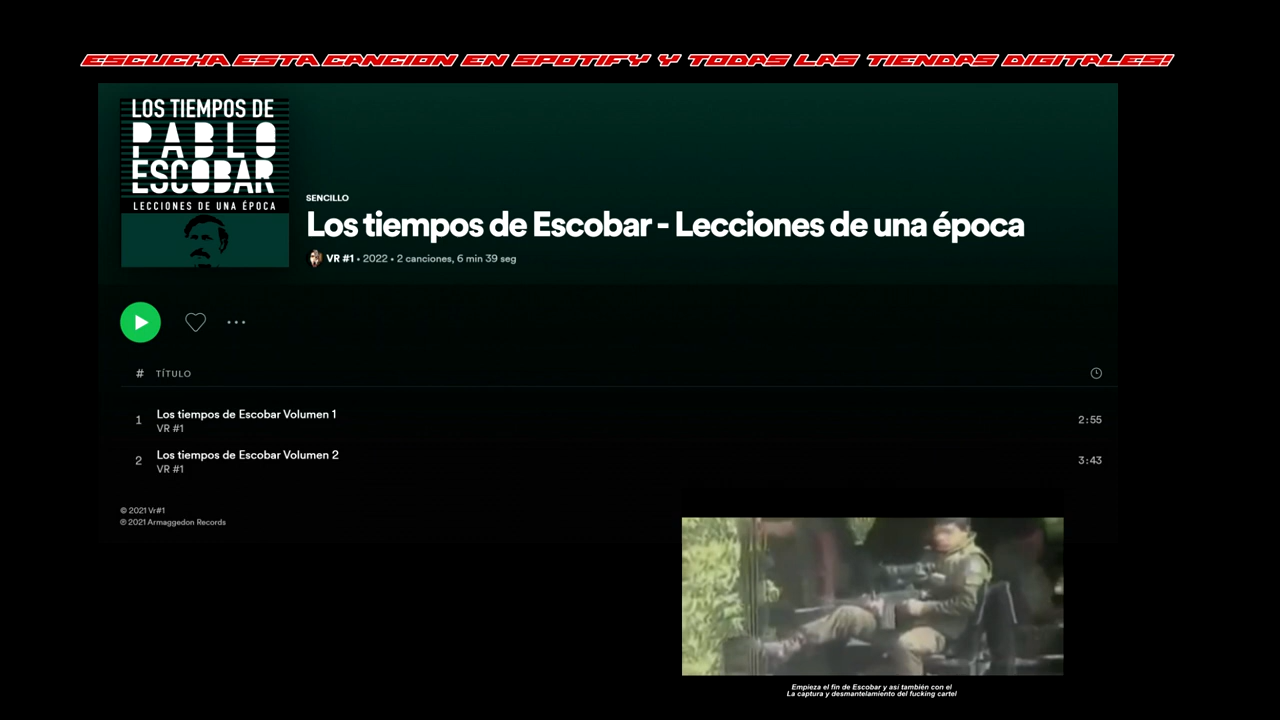 ESCUCHA ESTA CANCION EN SPOTIFY Y TODAS LAS TIENDAS DIGITALES!
LOS TIEMPOS DE
PABLO
ESCOBAR
LECCIONES DE UNA ÉPOCA
SENCILLO
Los tiempos de Escobar - Lecciones de una época
VR #1 • 2022 • 2 canciones, 6 min 39 seg
# TÍTULO
1 Los tiempos de Escobar Volumen 1 2:55
VR #1
2 Los tiempos de Escobar Volumen 2 3:43
VR #1
© 2021 Vr#1
℗ 2021 Armaggedon Records
Empieza el fin de Escobar y asi también con el
La captura y desmantelamiento del fucking cartel